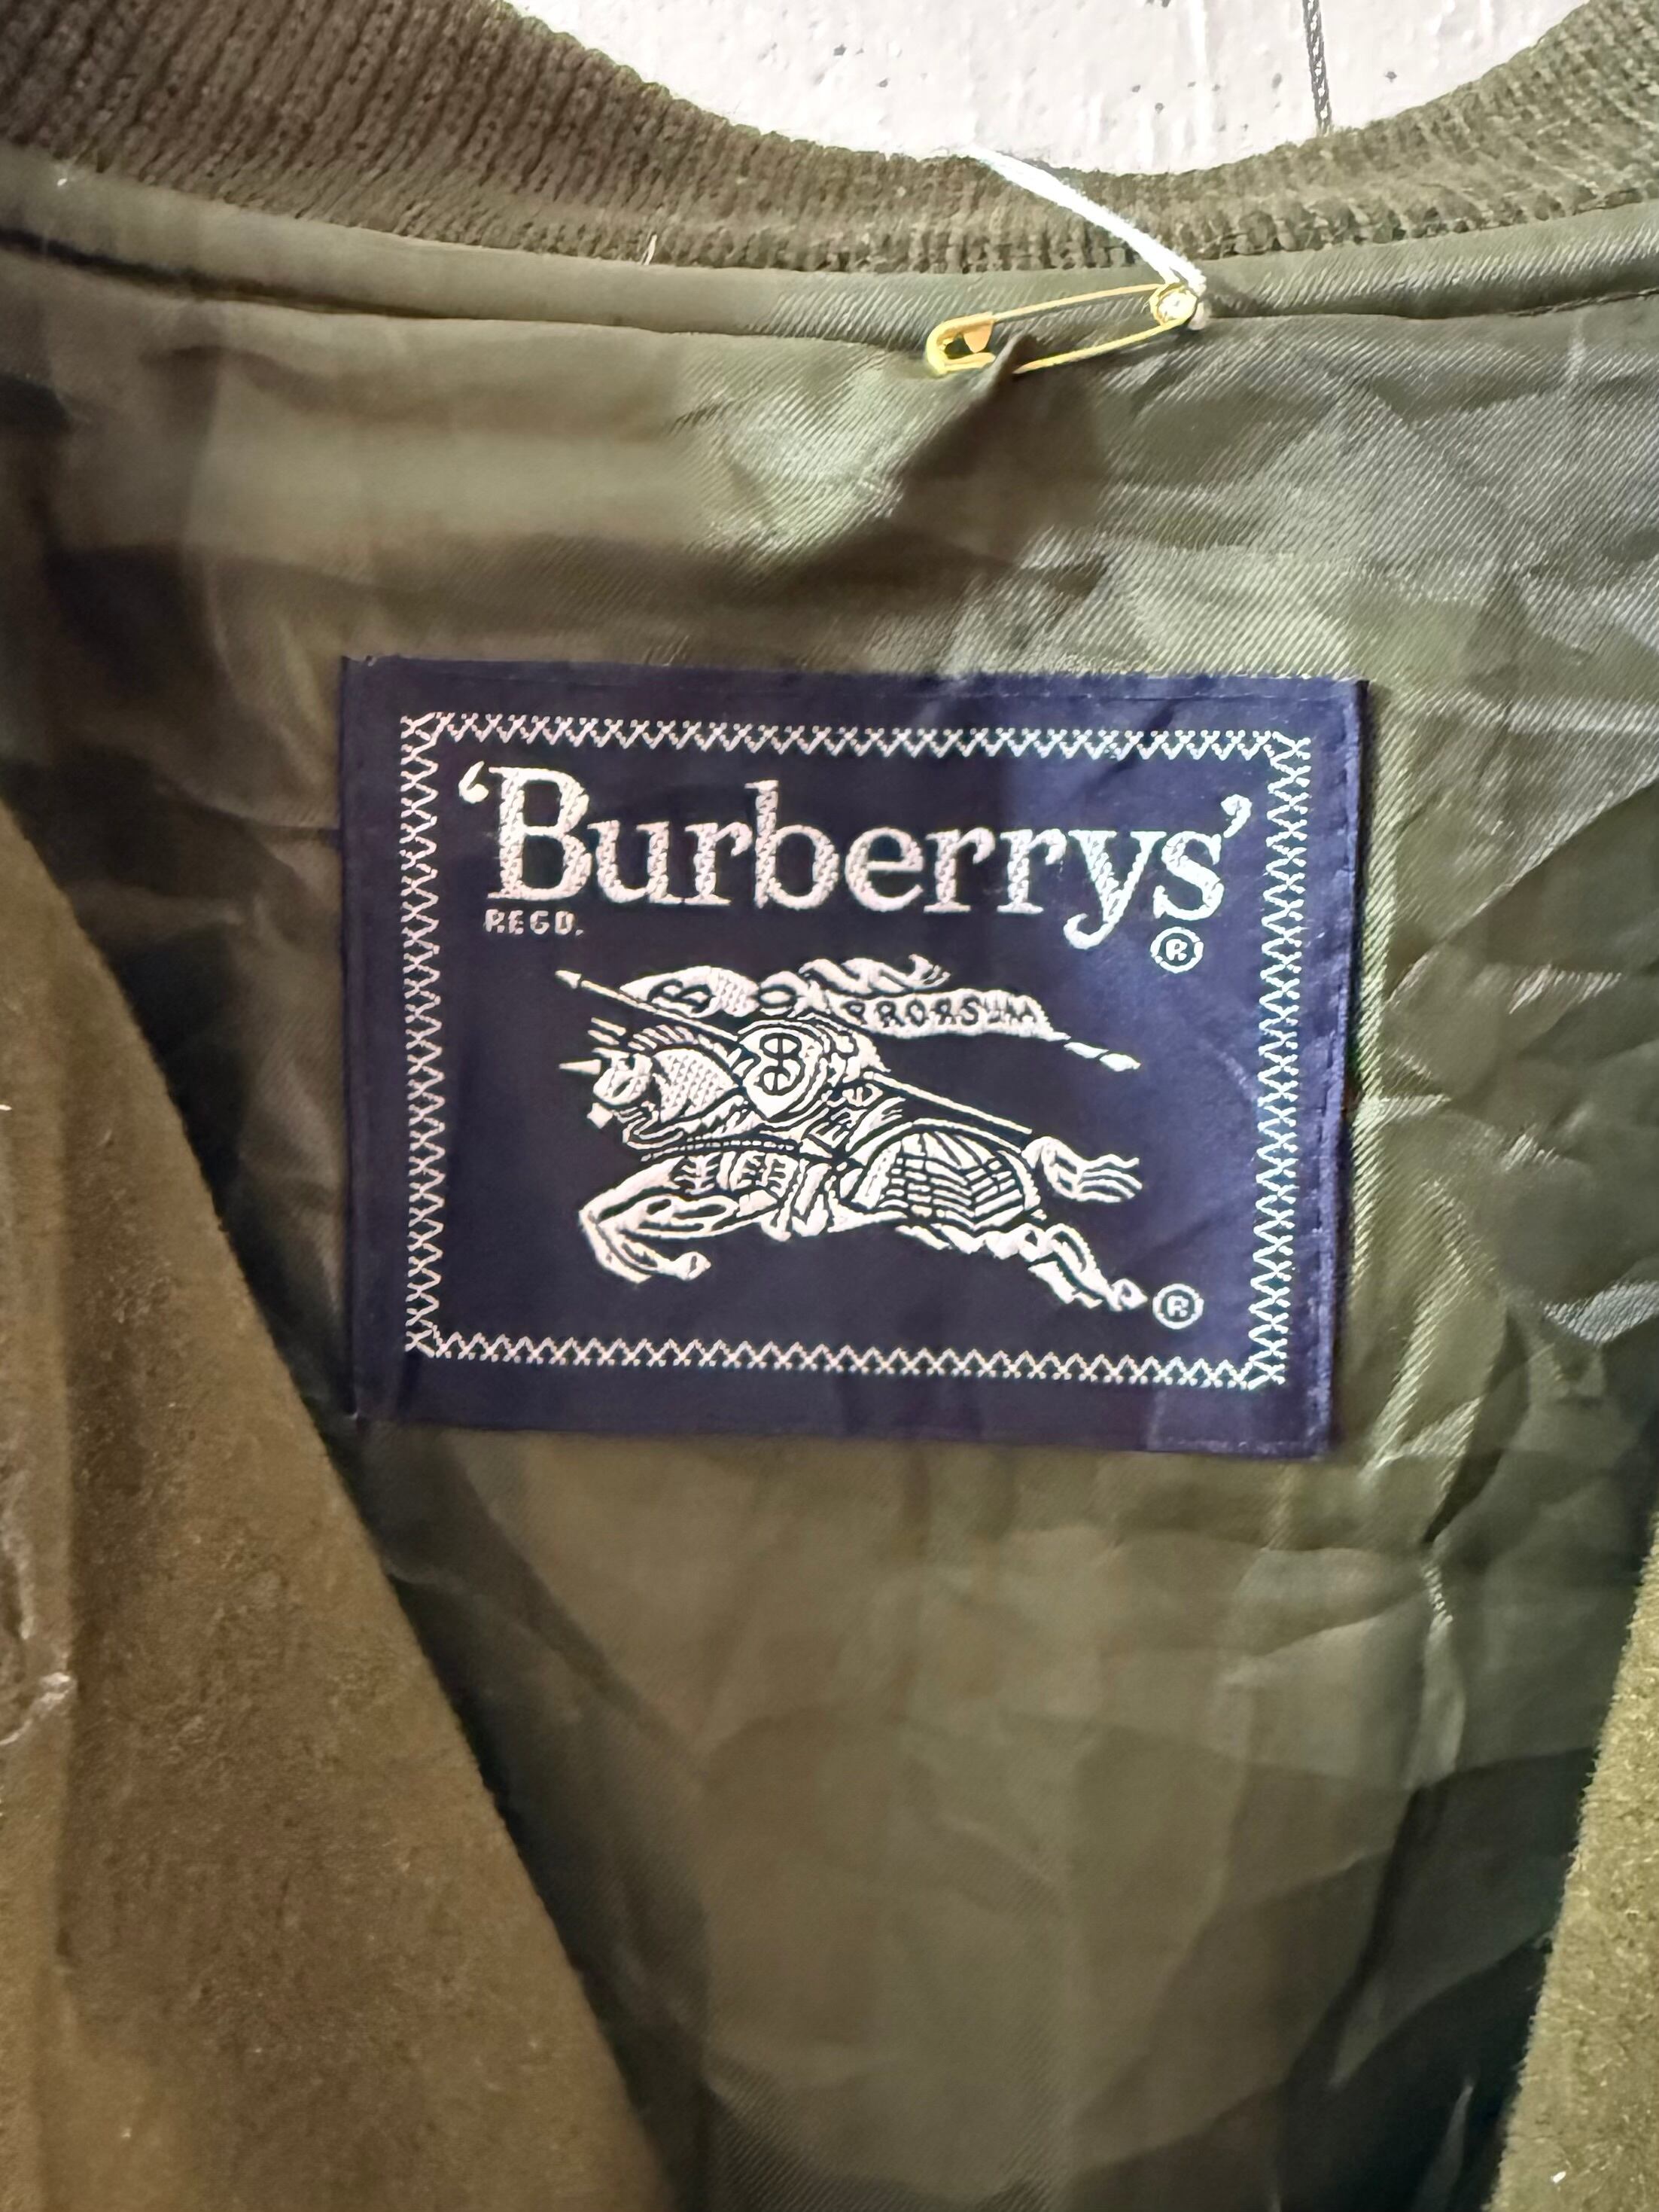 ‘Burberrys’
REGD.
®
PRORSUM
B
®